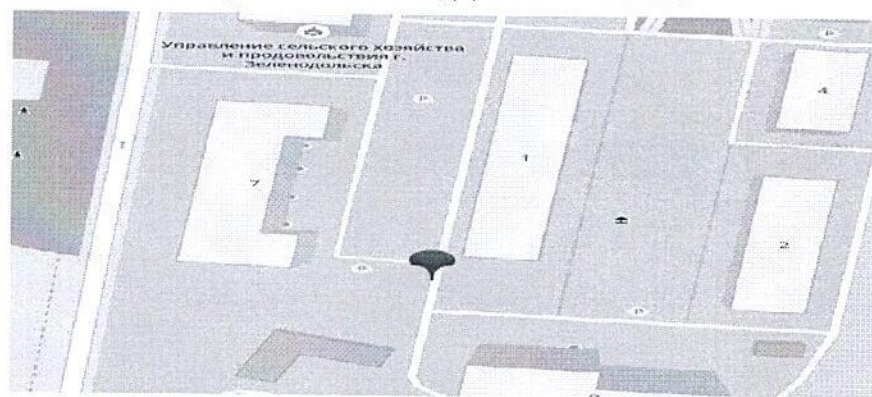 Управление сельского хозяйства
и продовольствия г.
Зеленодольска
P
P
4
1
7
2
P
P